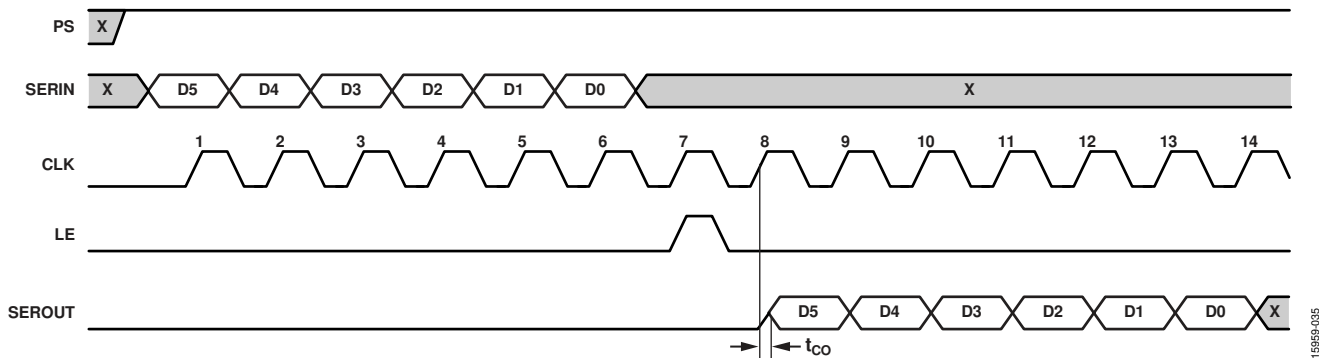 PS X
SERIN X D5 D4 D3 D2 D1 D0 X
1 2 3 4 5 6 7 8 9 10 11 12 13 14
CLK
LE
SEROUT D5 D4 D3 D2 D1 D0 X
tCO
15959-035